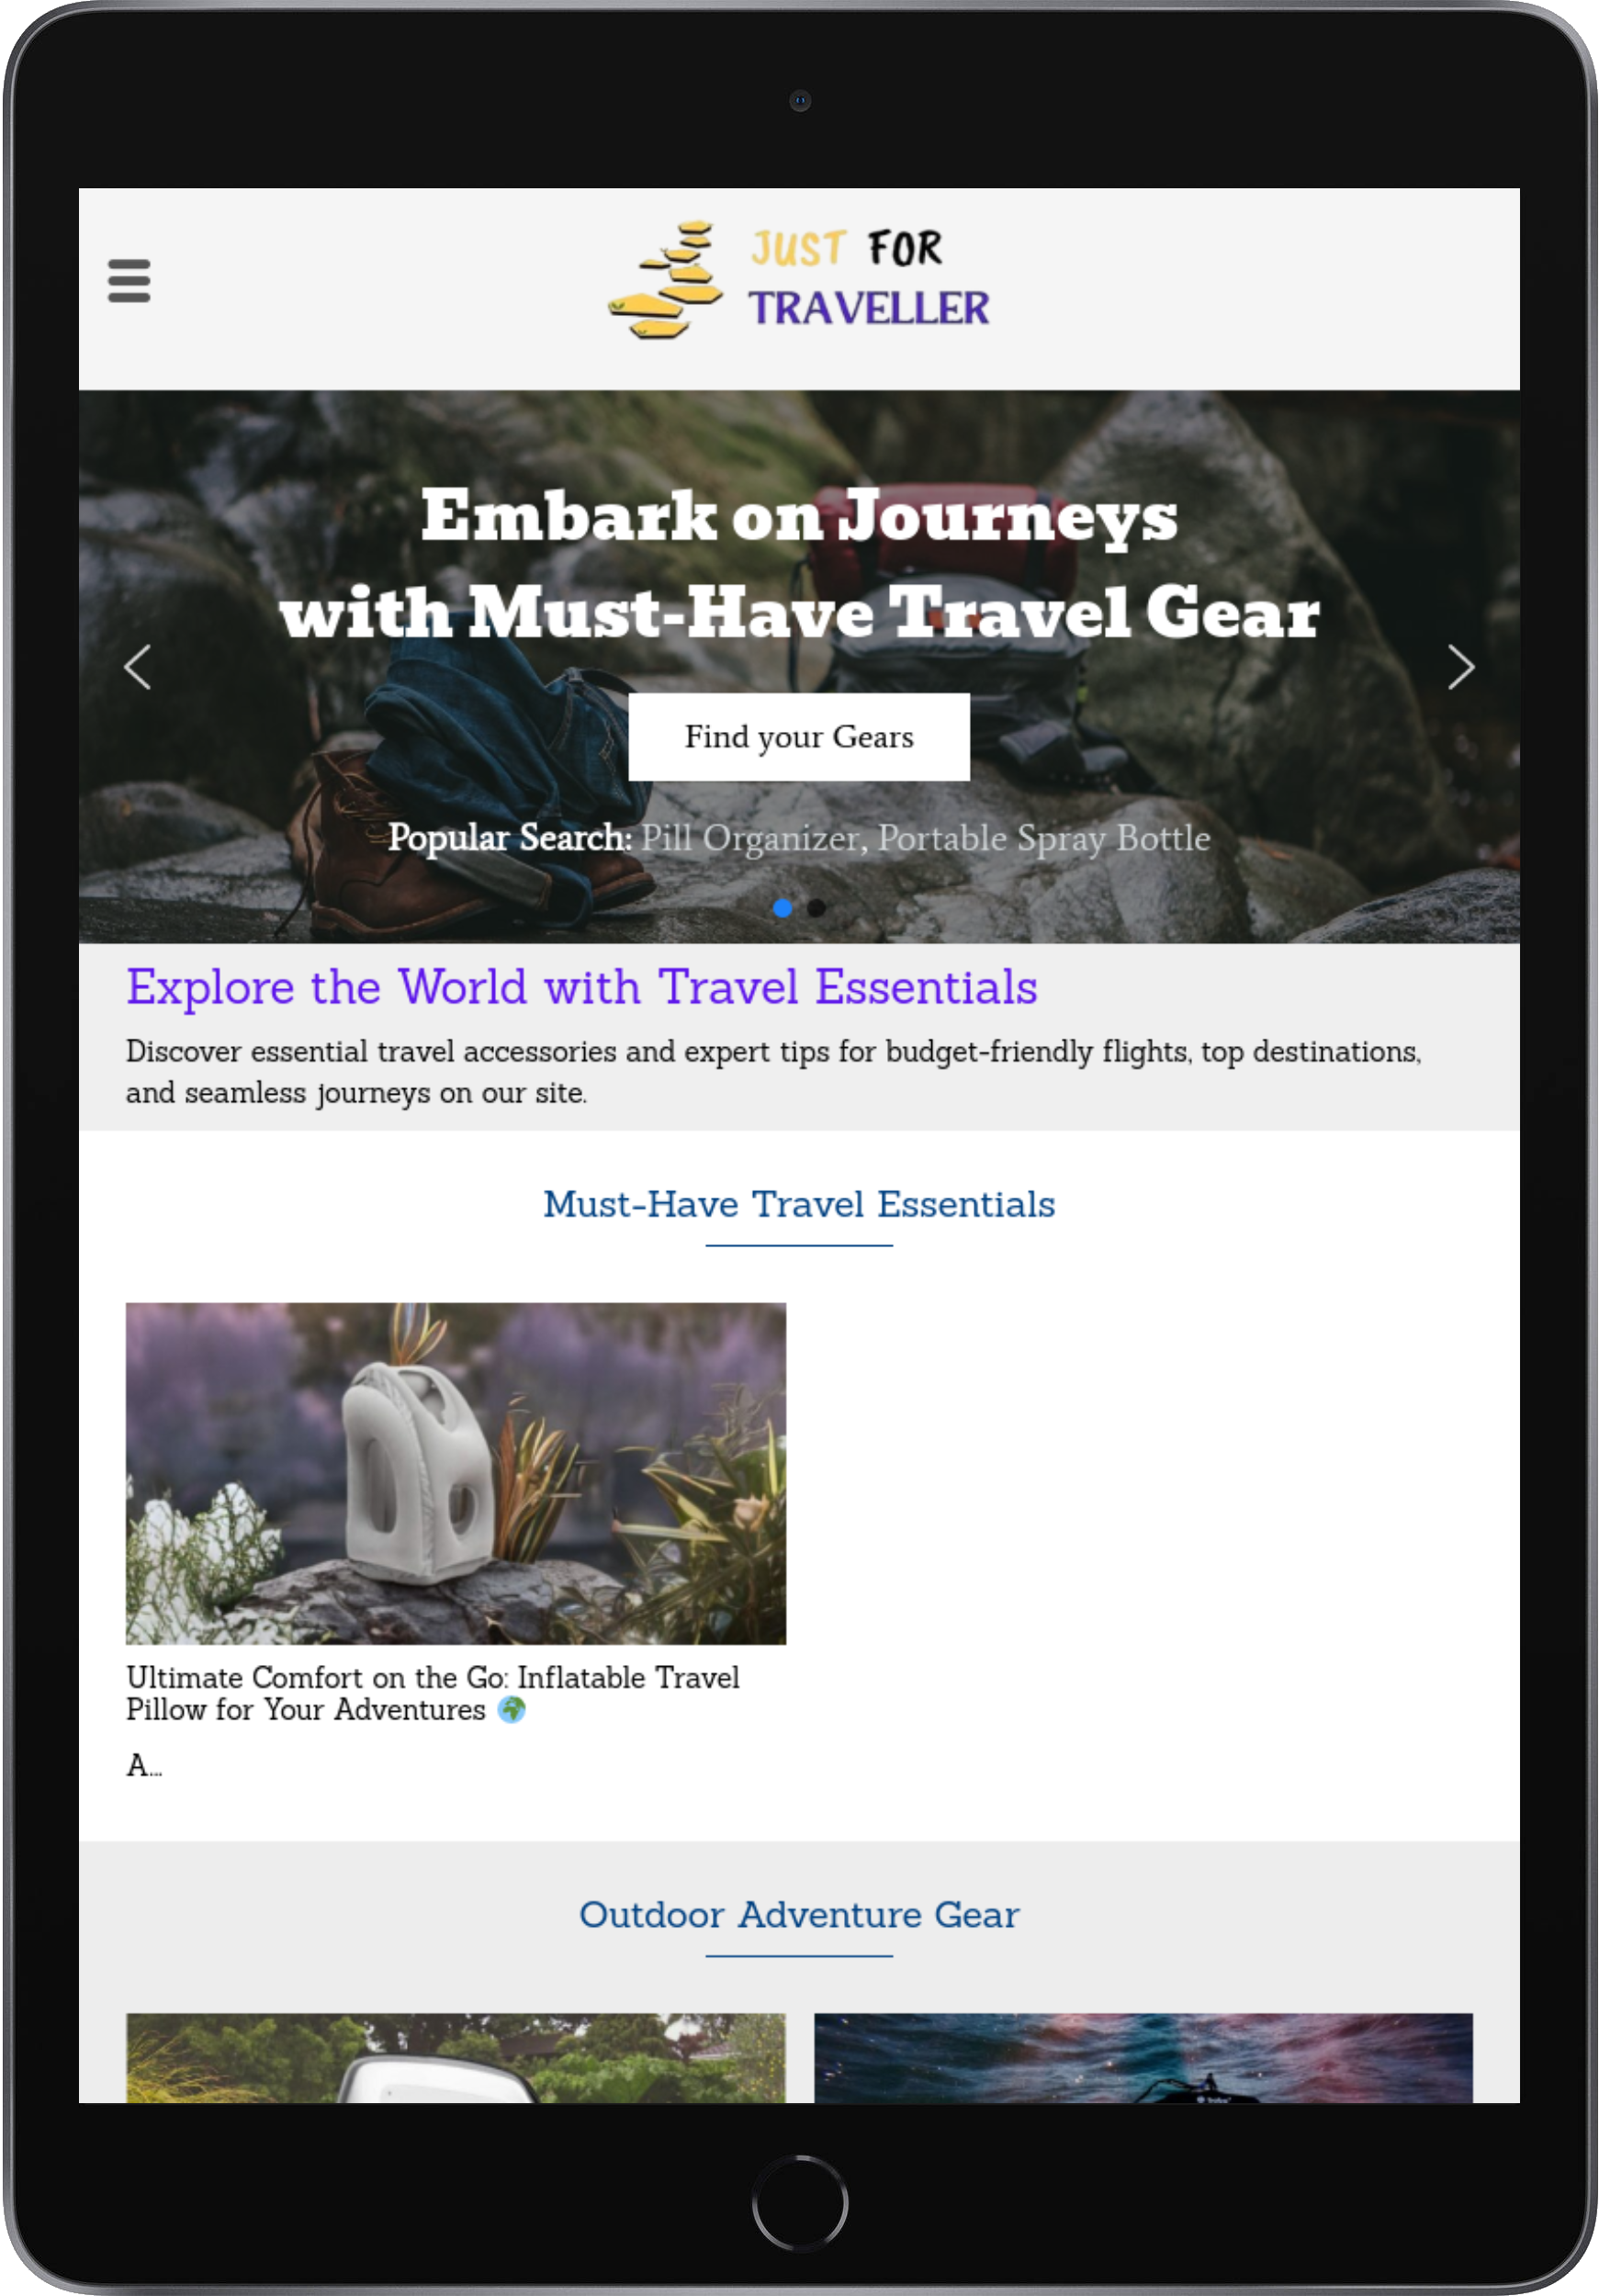 JUST FOR
TRAVELLER
Embark on Journeys
with Must-Have Travel Gear
Find your Gears
Popular Search: Pill Organizer, Portable Spray Bottle
Explore the World with Travel Essentials
Discover essential travel accessories and expert tips for budget-friendly flights, top destinations,
and seamless journeys on our site.
Must-Have Travel Essentials
Ultimate Comfort on the Go: Inflatable Travel
Pillow for Your Adventures 🌍
A...
Outdoor Adventure Gear